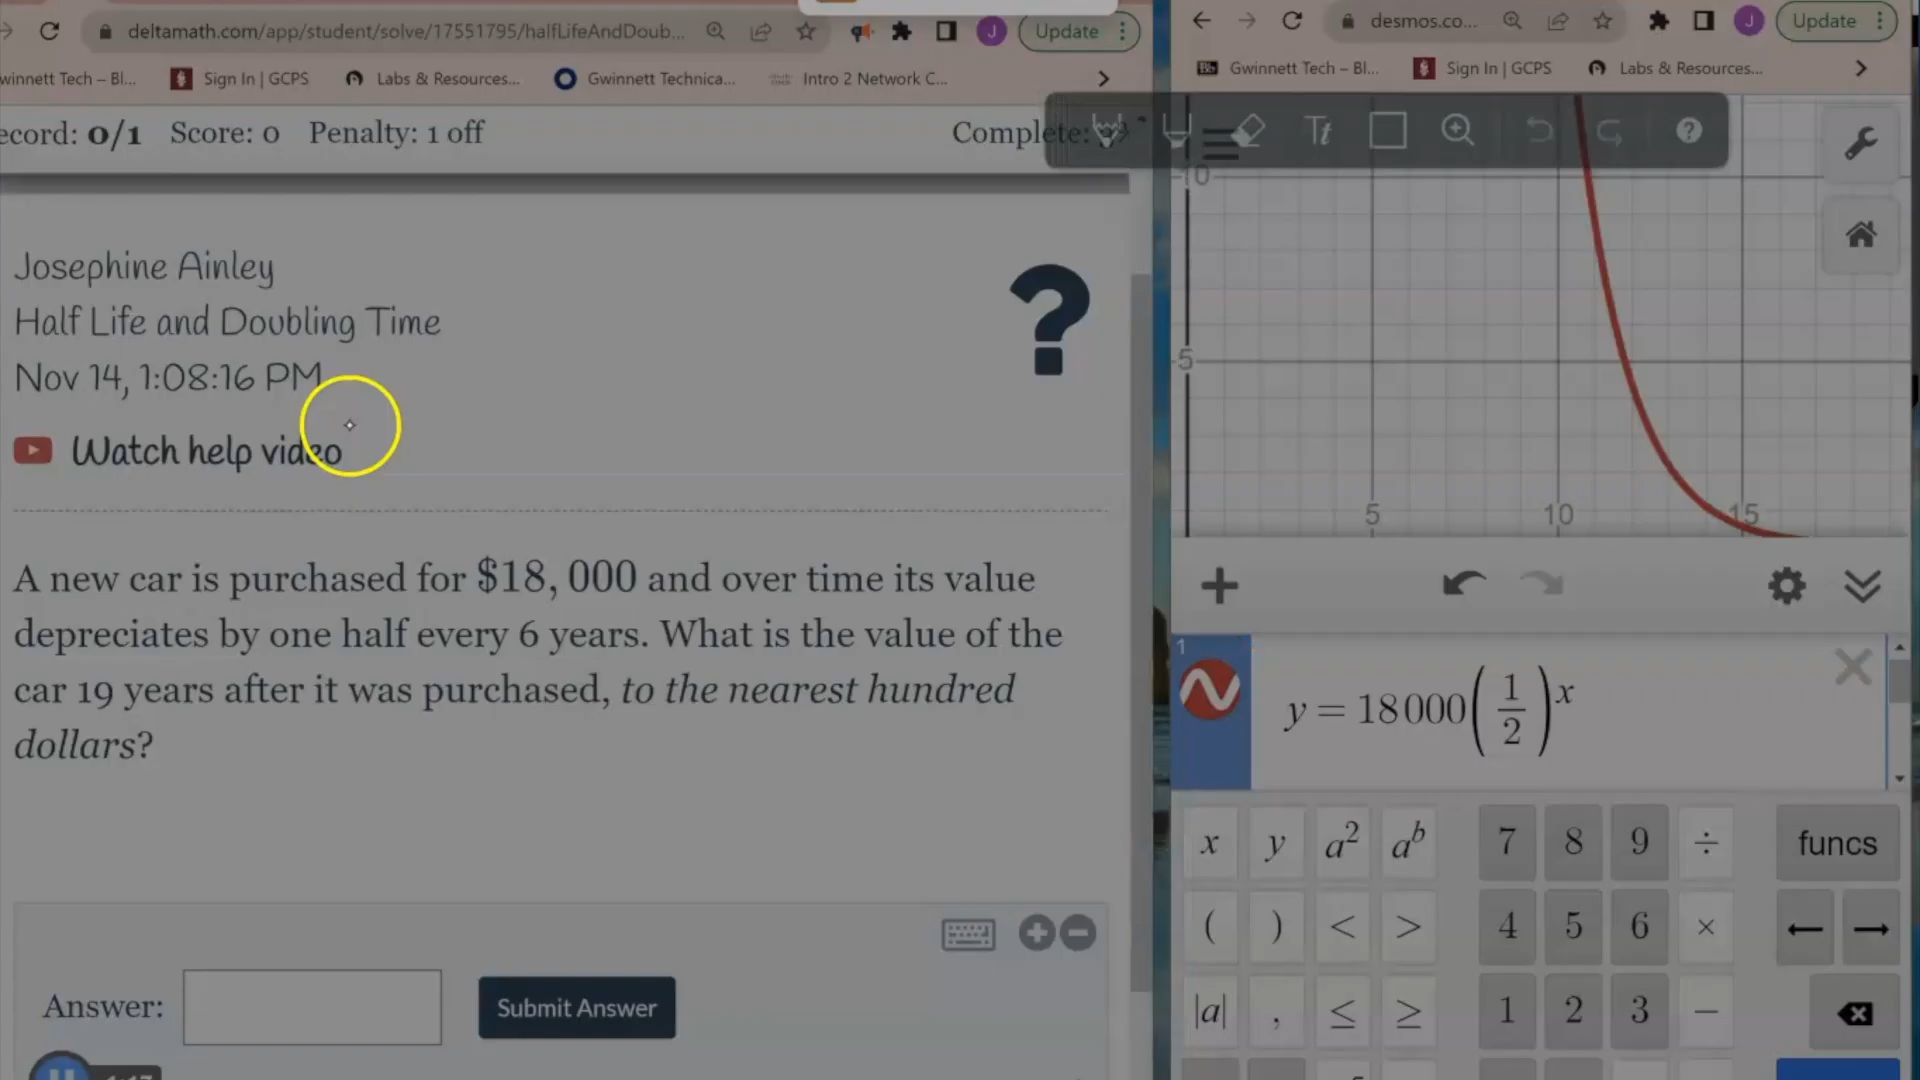 deltamath.com/app/student/solve/17551795/halfLifeAndDoub...
J
Update
winnett Tech – Bl...
Sign In | GCPS
Labs & Resources...
Gwinnett Technica...
Intro 2 Network C...
ecord: 0/1 Score: 0 Penalty: 1 off
Complete:
Josephine Ainley
Half Life and Doubling Time
Nov 14, 1:08:16 PM
?
Watch help video
A new car is purchased for $18, 000 and over time its value
depreciates by one half every 6 years. What is the value of the
car 19 years after it was purchased, to the nearest hundred
dollars?
Answer:
Submit Answer
desmos.co...
J
Update
Bb
Gwinnett Tech – Bl...
Sign In | GCPS
Labs & Resources...
Tt
?
10
5
5 10 15
1
y = 18000(1/2)^x
x y a² aᵇ 7 8 9 ÷ funcs
( ) < > 4 5 6 × ← →
|a| , ≤ ≥ 1 2 3 −